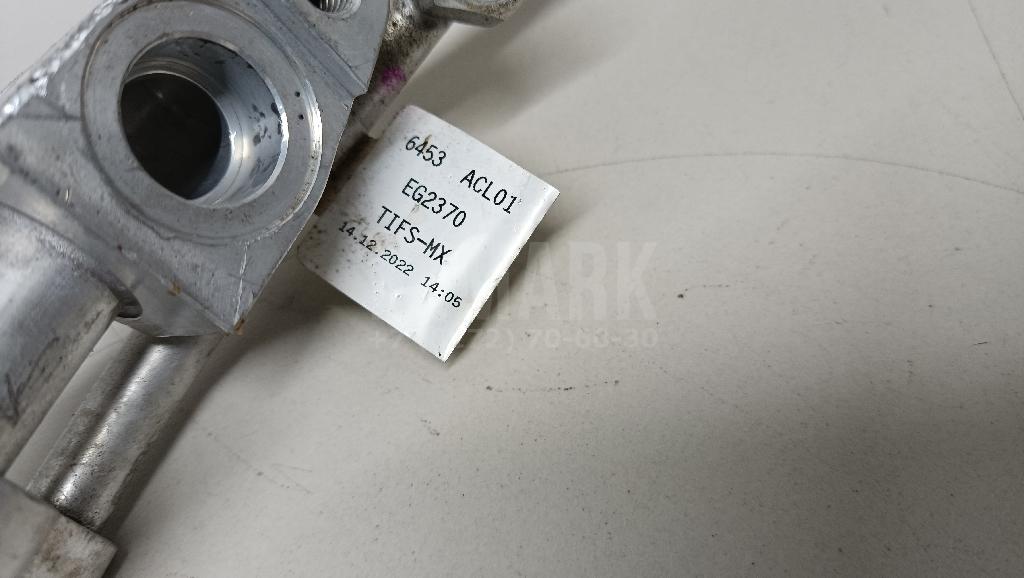 6453 ACL01
EG2370
TIFS-MX
14.12.2022 14:05